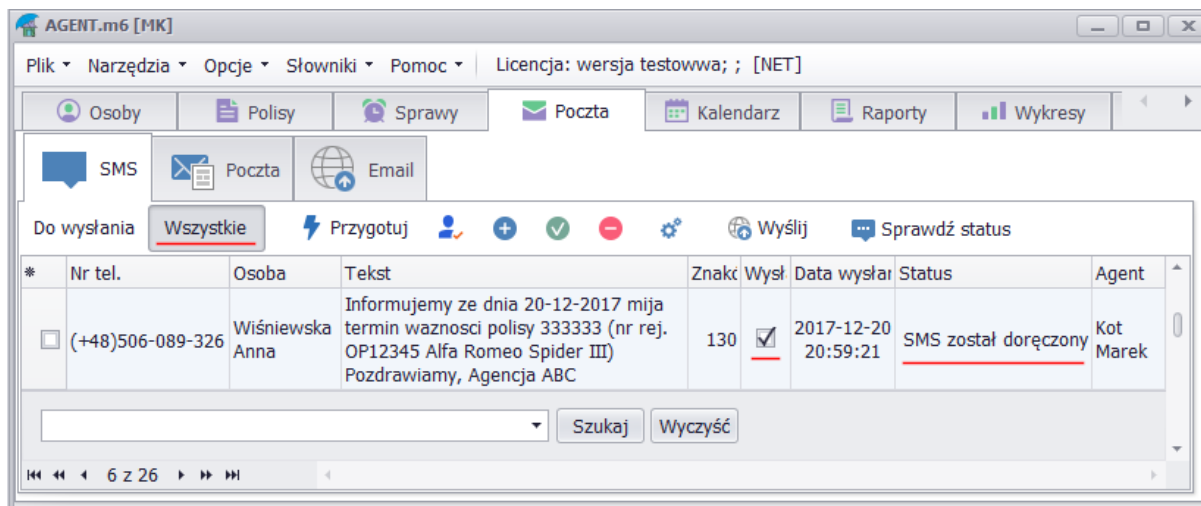 AGENT.m6 [MK]
Plik Narzędzia Opcje Słowniki Pomoc Licencja: wersja testowwa; ; [NET]
Osoby Polisy Sprawy Poczta Kalendarz Raporty Wykresy
SMS Poczta Email
Do wysłania Wszystkie Przygotuj Wyślij Sprawdź status
* Nr tel. Osoba Tekst Znakć Wysł Data wysłar Status Agent
(+48)506-089-326
Wiśniewska
Anna
Informujemy ze dnia 20-12-2017 mija
termin waznosci polisy 333333 (nr rej.
OP12345 Alfa Romeo Spider III)
Pozdrawiamy, Agencja ABC
130
2017-12-20
20:59:21
SMS został doręczony
Kot
Marek
Szukaj Wyczyść
6 z 26